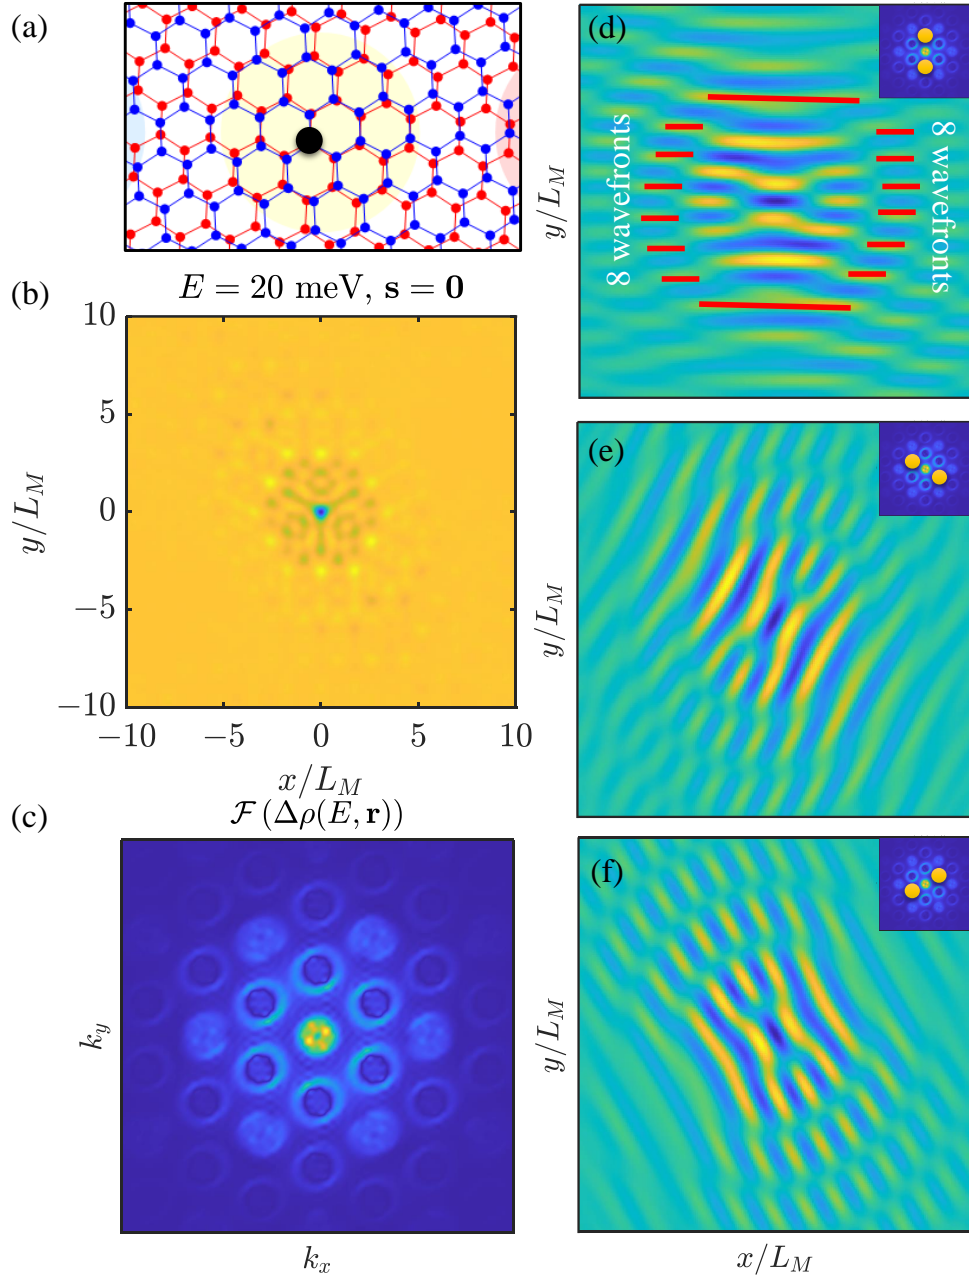 (a)
(b)
E = 20 meV, s = 0
10
5
0
−5
−10
y/L_M
−10
−5
0
5
10
x/L_M
(c)
F (Δρ(E, r))
k_y
k_x
(d)
8 wavefronts
8 wavefronts
y/L_M
(e)
y/L_M
(f)
y/L_M
x/L_M